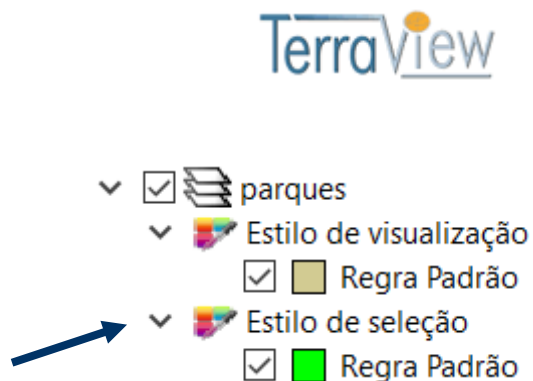 TerraView
parques
Estilo de visualização
Regra Padrão
Estilo de seleção
Regra Padrão